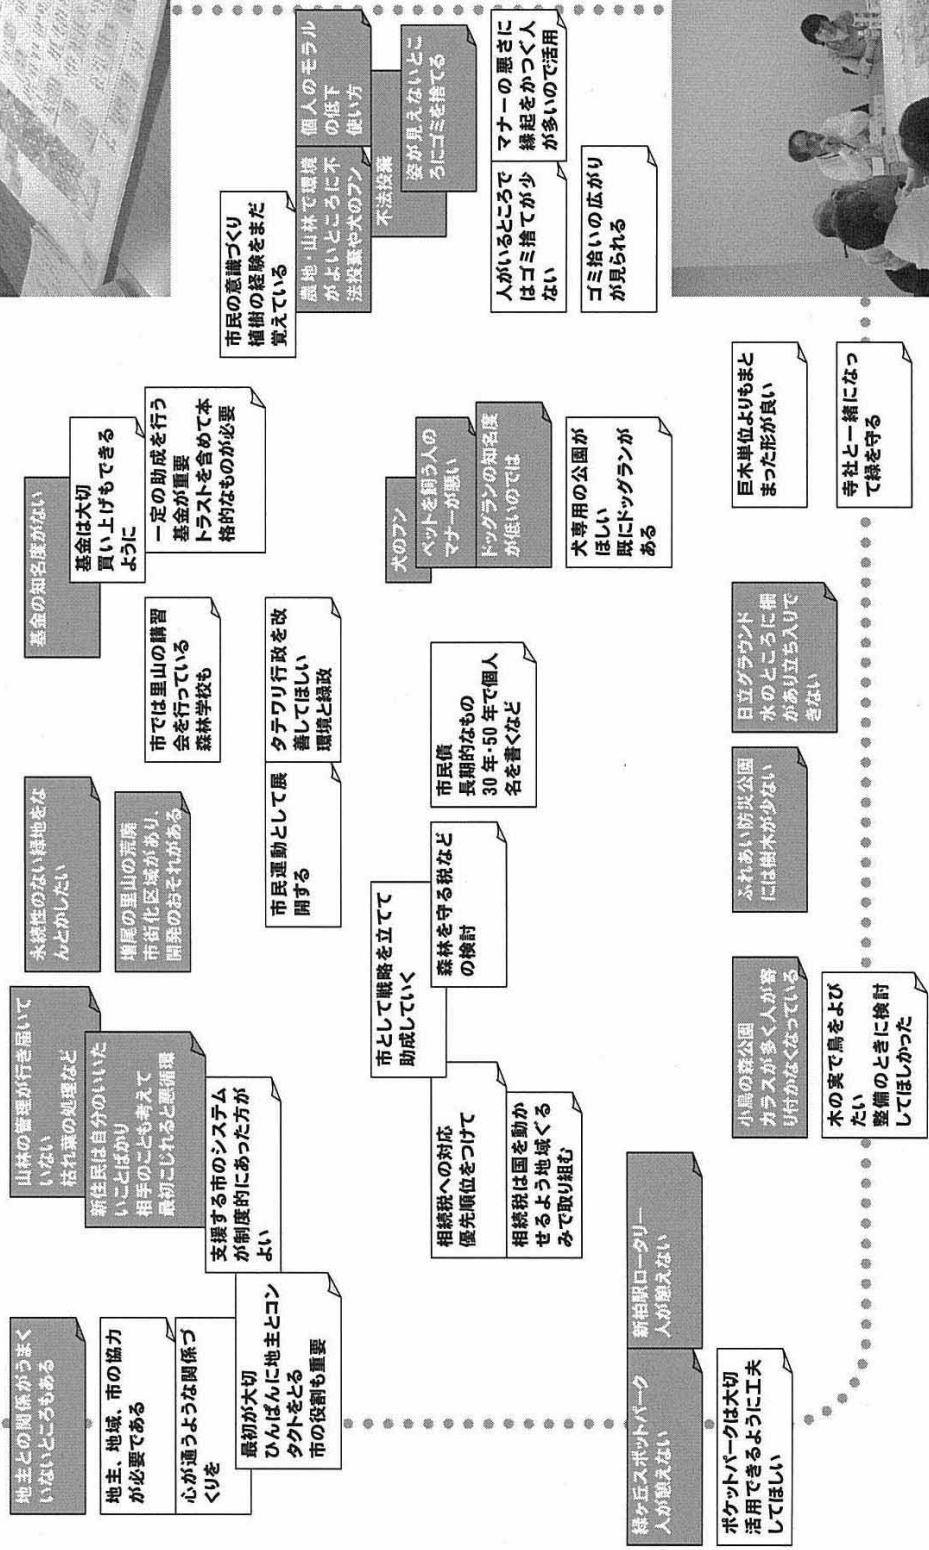 地主との関係がうまく
いないところもある
地主、地域、市の協力
が必要である
心が通うような関係づ
くりを
最初が大切
ひんぱんに地主とコン
タクトをとる
市の役割も重要
山林の管理が行き届いて
いない
枯れ葉の処理など
新住民は自分のいいた
いことばかり
相手のことも考えて
最初こじれると悪循環
支援する市のシステム
が制度的にあった方が
よい
永続性のない緑地をな
んとかしたい
増尾の里山の荒廃
市街化区域があり、
開発のおそれがある
市では里山の講習
会を行っている
森林学校も
市民運動として展
開する
タテワリ行政を改
善してほしい
環境と緑政
基金の知名度がない
基金は大切
買い上げもできる
ように
一定の助成を行う
基金が重要
トラストを含めて本
格的なものが必要
市民の意識づくり
植樹の経験をまだ
覚えている
農地・山林で環境
がよいところに不
法投棄や犬のフン
個人のモラル
の低下
使い方
不法投棄
姿が見えないとこ
ろにゴミを捨てる
人がいるところで
はゴミ捨てが少
ない
マナーの悪さに
縁起をかつぐ人
が多いので活用
ゴミ拾いの広がり
が見られる
市として戦略を立てて
助成していく
相続税への対応
優先順位をつけて
相続税は国を動か
せるよう地域ぐる
みで取り組む
森林を守る税など
の検討
市民債
長期的なもの
30年・50年で個人
名を書くなど
犬のフン
ペットを飼う人の
マナーが悪い
ドッグランの知名度
が低いのでは
犬専用の公園が
ほしい
既にドッグランが
ある
緑ヶ丘スポットパーク
人が憩えない
新柏駅ロータリー
人が憩えない
ポケットパークは大切
活用できるように工夫
してほしい
小鳥の森公園
カラスが多く人が寄
り付かなくなっている
木の実で鳥をよび
たい
整備のときに検討
してほしかった
ふれあい防災公園
には樹木が少ない
日立グラウンド
水のところに柵
があり立ち入りで
きない
巨木単位よりもまと
まった形が良い
寺社と一緒になっ
て緑を守る